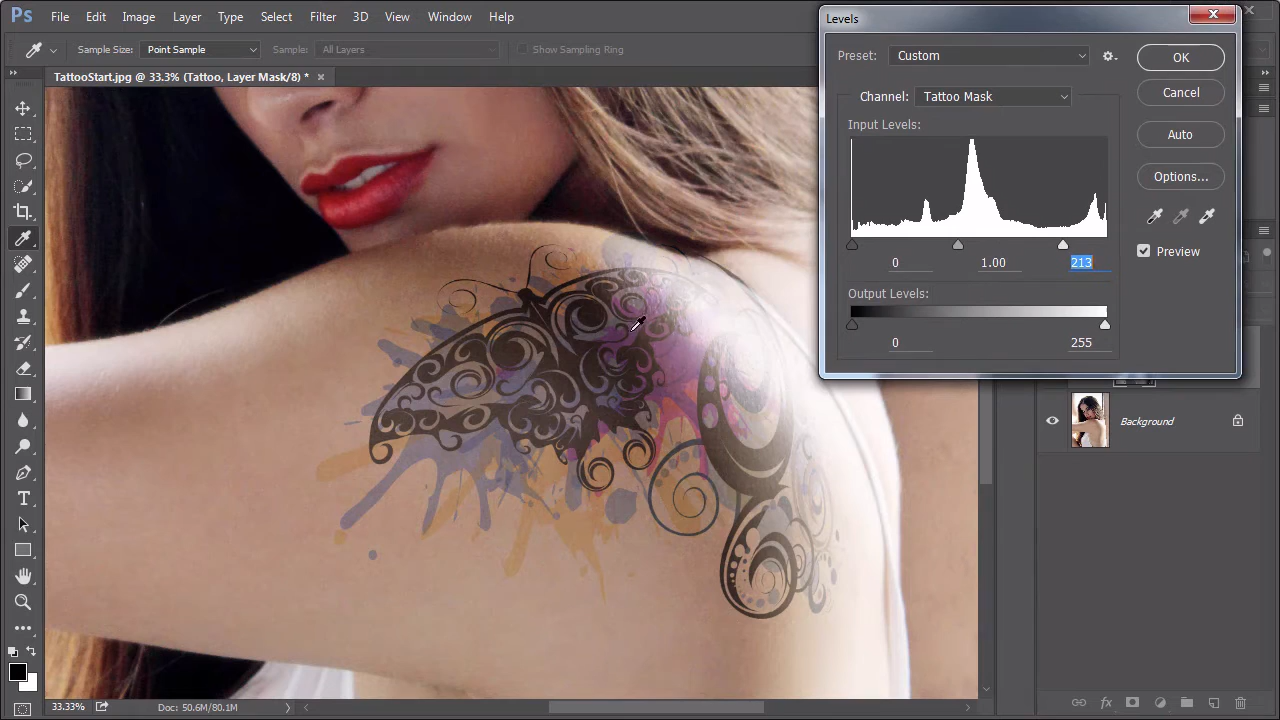 Ps File Edit Image Layer Type Select Filter 3D View Window Help
Levels
Sample Size: Point Sample Sample: All Layers Show Sampling Ring
TattooStart.jpg @ 33.3% (Tattoo, Layer Mask/8) *
Preset: Custom
OK
Channel: Tattoo Mask
Cancel
Input Levels:
Auto
Options...
Preview
0 1.00 213
Output Levels:
0 255
Background
33.33% Doc: 50.6M/80.1M